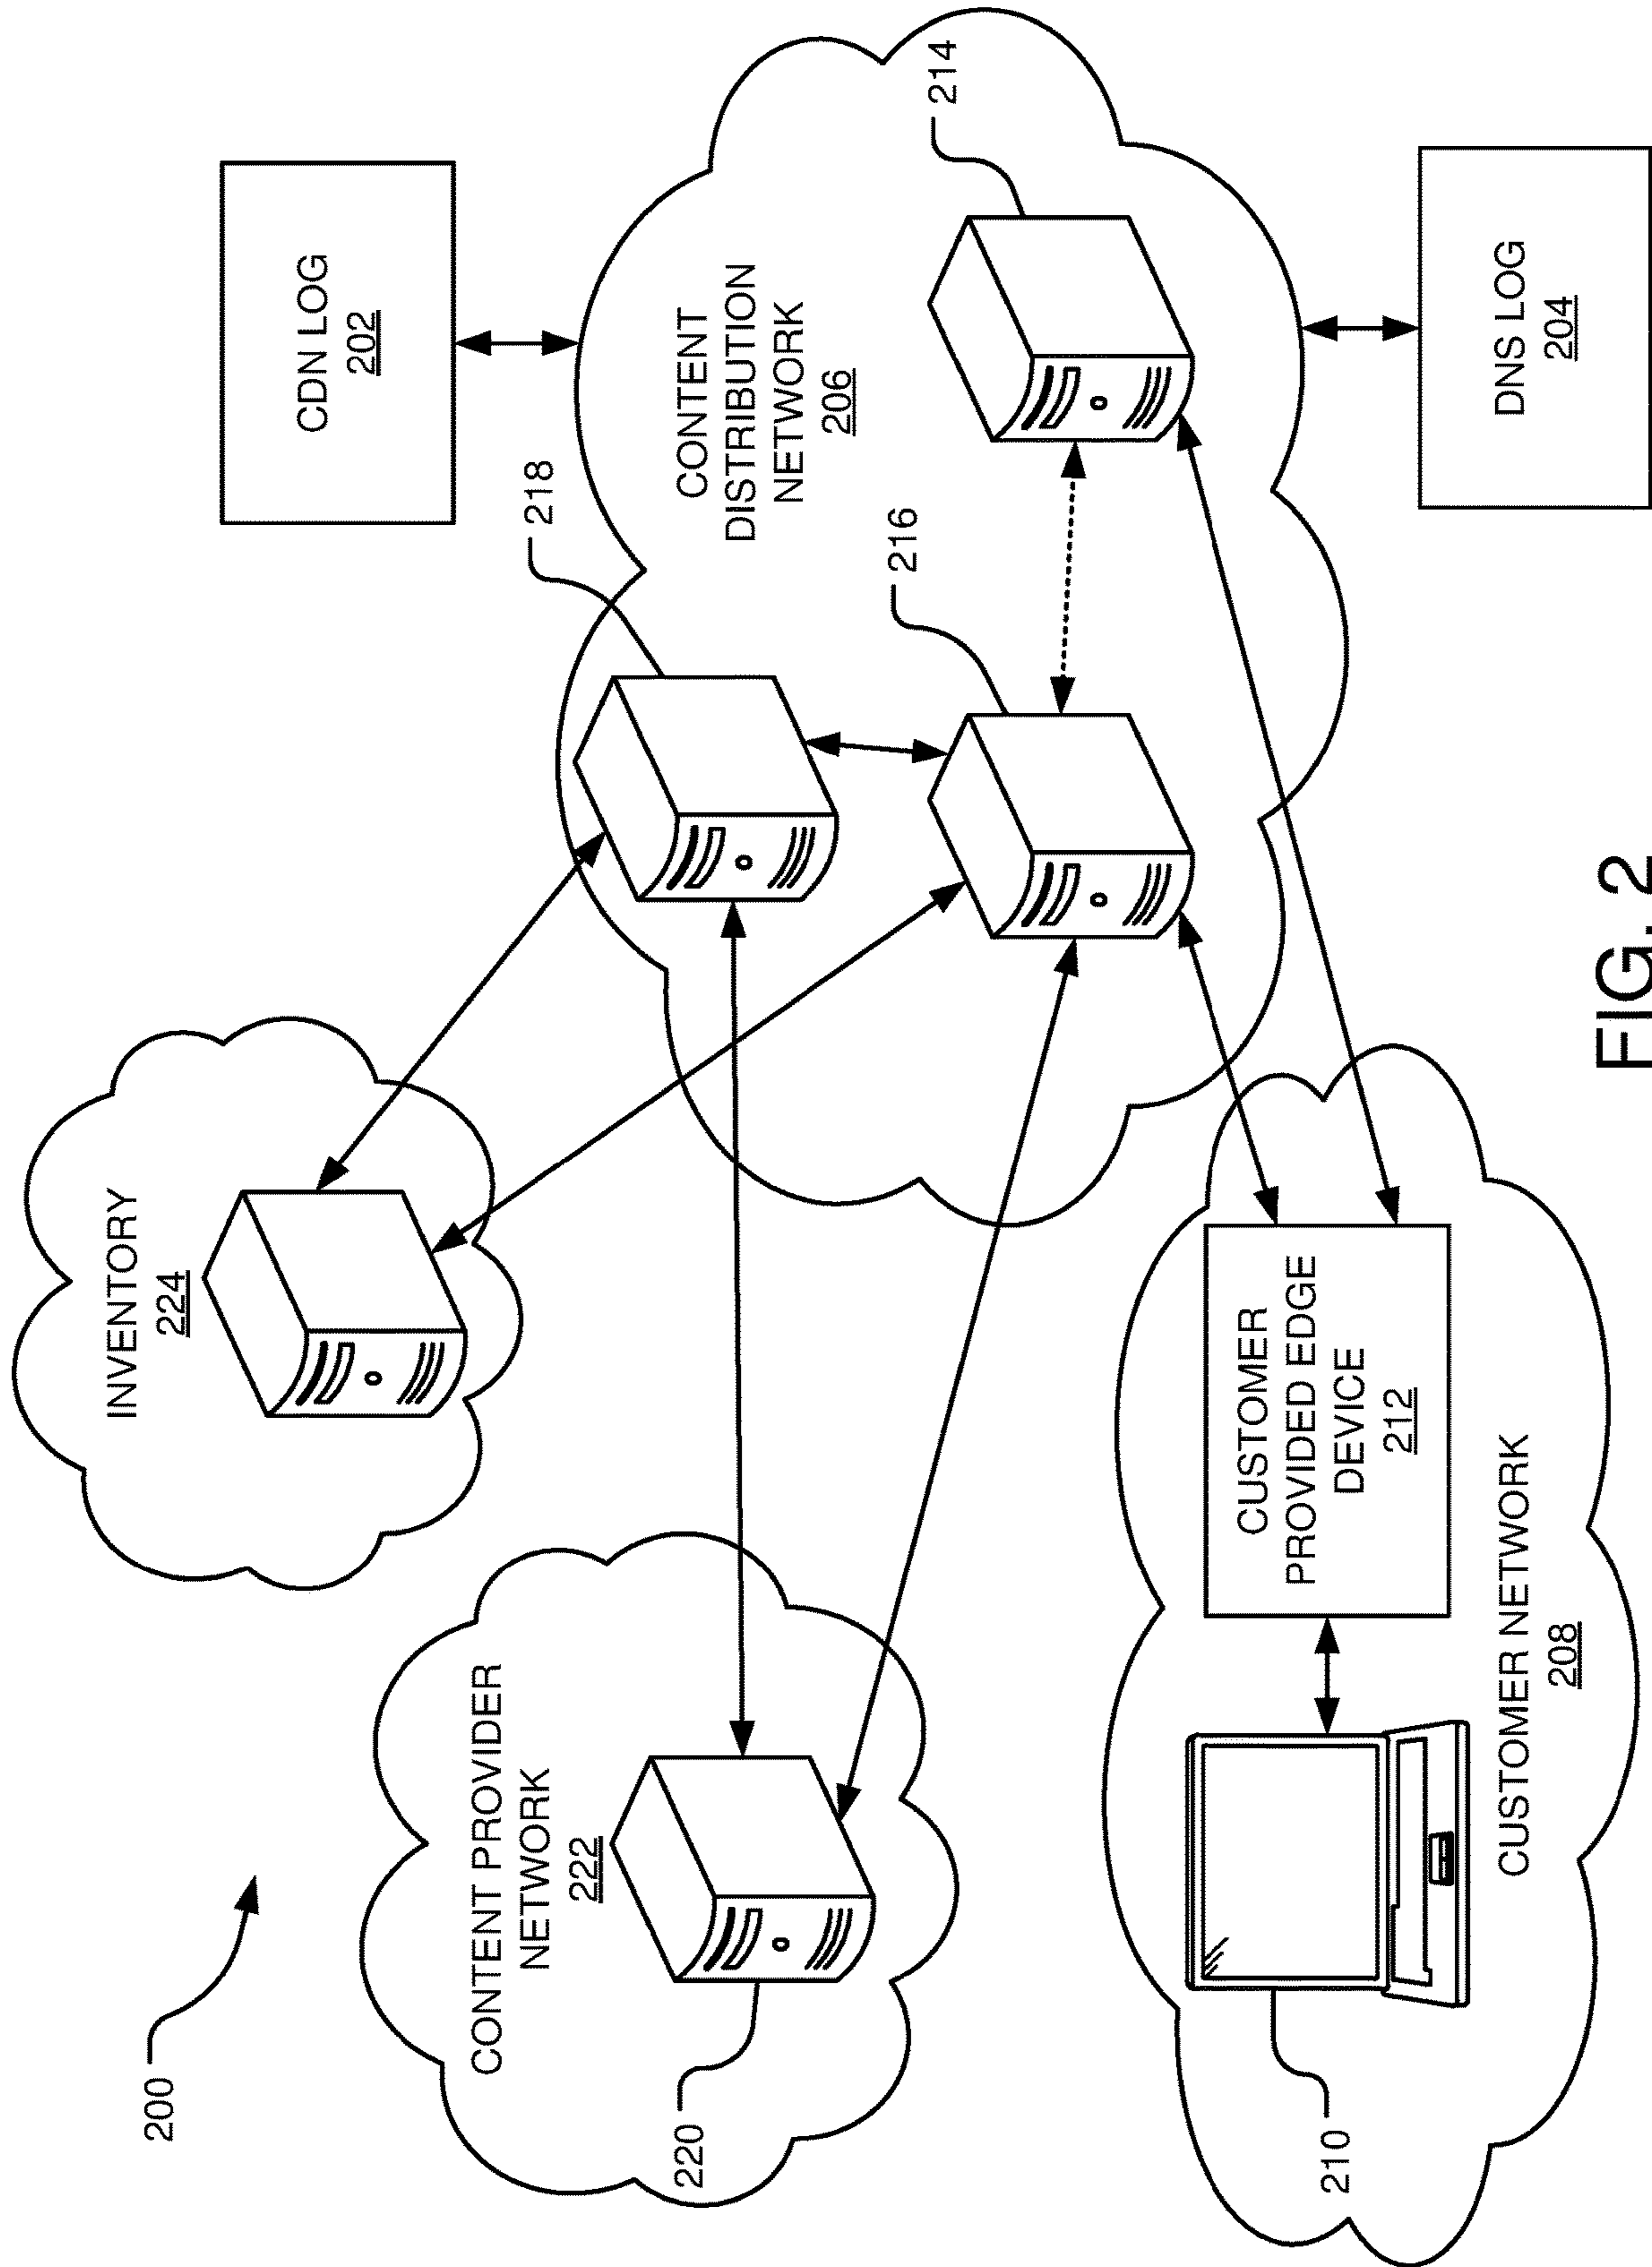 200
INVENTORY
224
CDN LOG
202
218
CONTENT
DISTRIBUTION
NETWORK
206
214
216
CONTENT PROVIDER
NETWORK
222
220
CUSTOMER
PROVIDED EDGE
DEVICE
212
210
CUSTOMER NETWORK
208
DNS LOG
204
FIG. 2